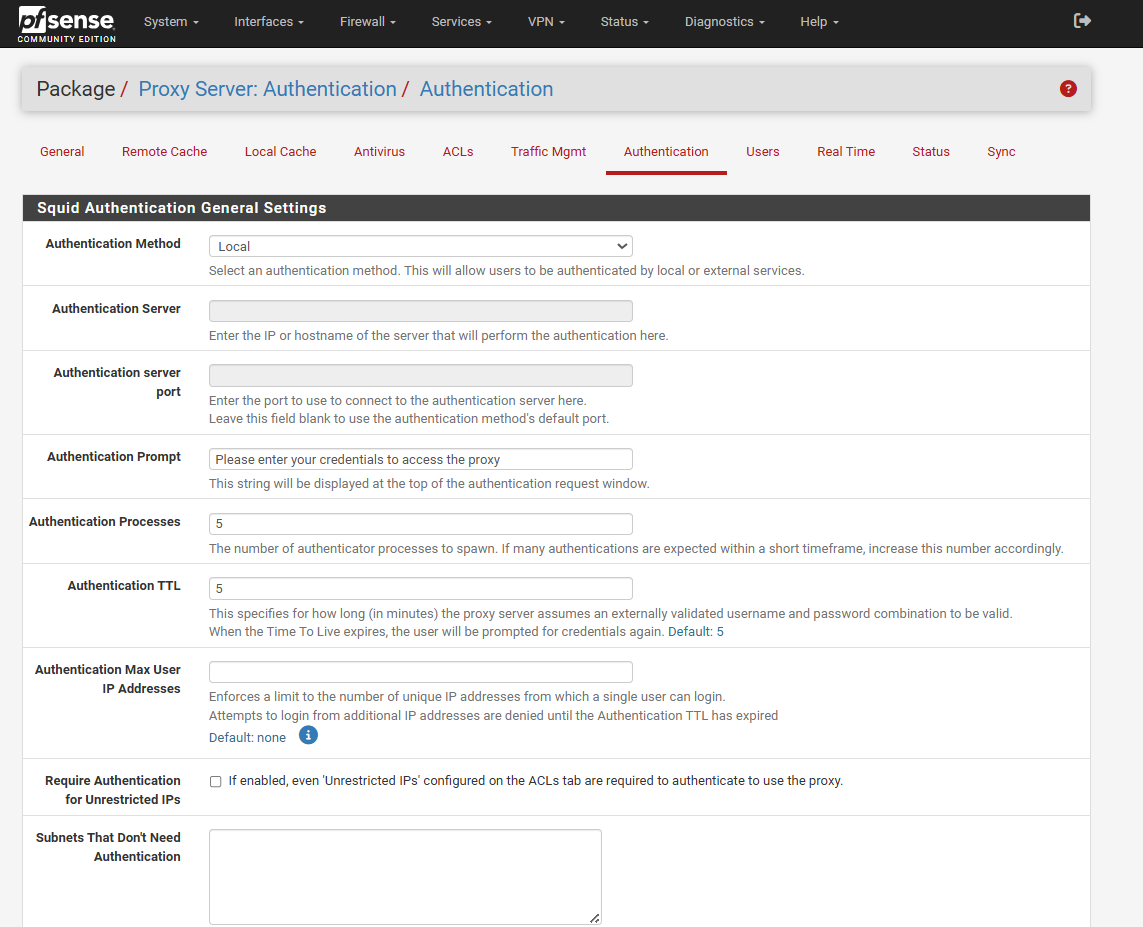 pfsense
COMMUNITY EDITION
System Interfaces Firewall Services VPN Status Diagnostics Help
Package / Proxy Server: Authentication / Authentication
?
General Remote Cache Local Cache Antivirus ACLs Traffic Mgmt Authentication Users Real Time Status Sync
Squid Authentication General Settings
Authentication Method
Local
Select an authentication method. This will allow users to be authenticated by local or external services.
Authentication Server
Enter the IP or hostname of the server that will perform the authentication here.
Authentication server
port
Enter the port to use to connect to the authentication server here.
Leave this field blank to use the authentication method's default port.
Authentication Prompt
Please enter your credentials to access the proxy
This string will be displayed at the top of the authentication request window.
Authentication Processes
5
The number of authenticator processes to spawn. If many authentications are expected within a short timeframe, increase this number accordingly.
Authentication TTL
5
This specifies for how long (in minutes) the proxy server assumes an externally validated username and password combination to be valid.
When the Time To Live expires, the user will be prompted for credentials again. Default: 5
Authentication Max User
IP Addresses
Enforces a limit to the number of unique IP addresses from which a single user can login.
Attempts to login from additional IP addresses are denied until the Authentication TTL has expired
Default: none i
Require Authentication
for Unrestricted IPs
If enabled, even 'Unrestricted IPs' configured on the ACLs tab are required to authenticate to use the proxy.
Subnets That Don't Need
Authentication